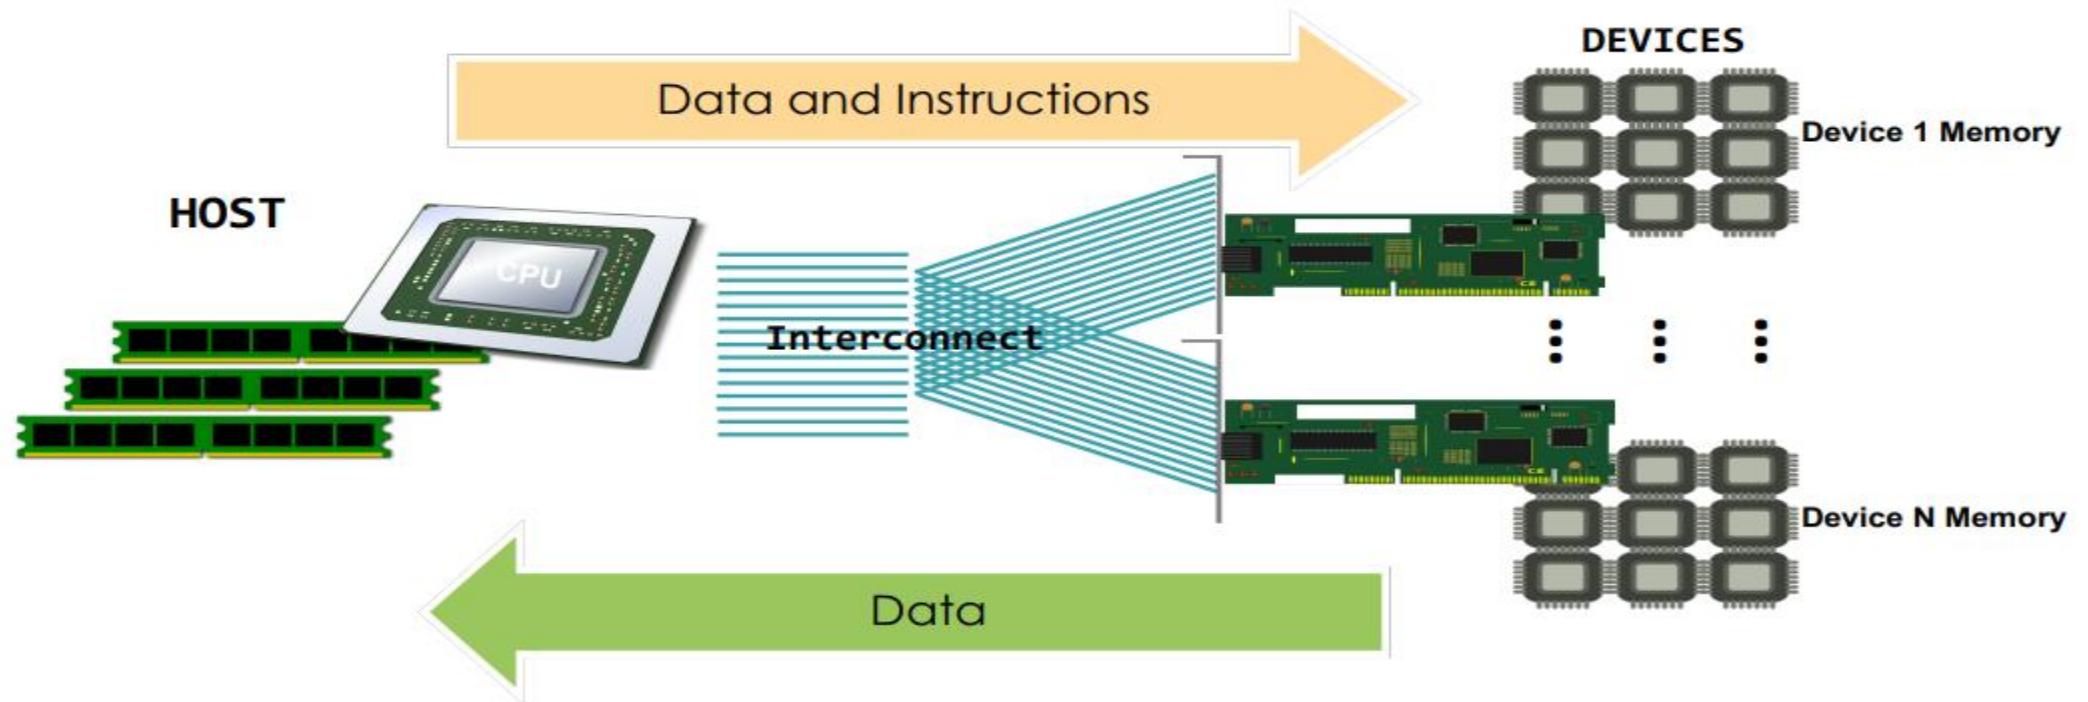 DEVICES
Data and Instructions
Device 1 Memory
HOST
CPU
Interconnect
Device N Memory
Data